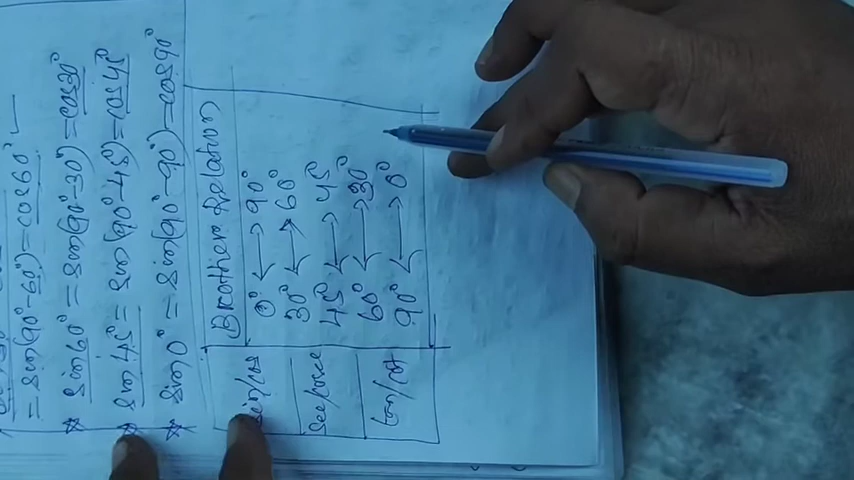 = sin(90°-60°)=cos60°
* sin60° = sin(90°-30°)=cos30°
* sin45° = sin(90°-45°)=cos45°
* sin0° = sin(90°-90°)=cos90°
Brother Relation
sin/cos
0° ↔ 90°
30° ↔ 60°
sec/cosec
45° ↔ 45°
60° ↔ 30°
tan/cot
90° ↔ 0°